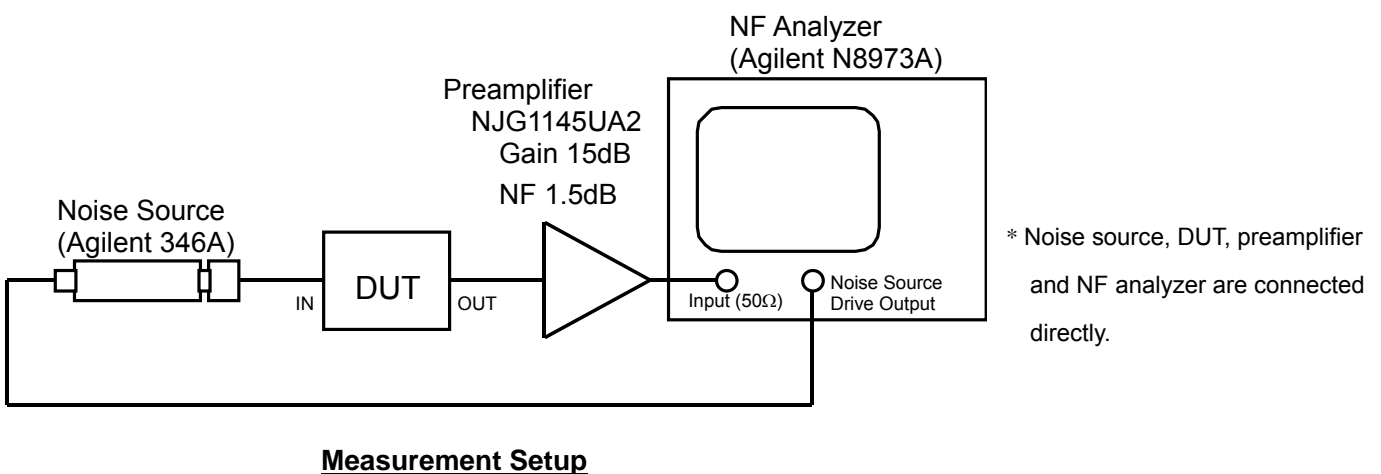 NF Analyzer
(Agilent N8973A)
Preamplifier
NJG1145UA2
Gain 15dB
NF 1.5dB
Noise Source
(Agilent 346A)
DUT
IN
OUT
Input (50Ω)
Noise Source
Drive Output
* Noise source, DUT, preamplifier
and NF analyzer are connected
directly.
Measurement Setup